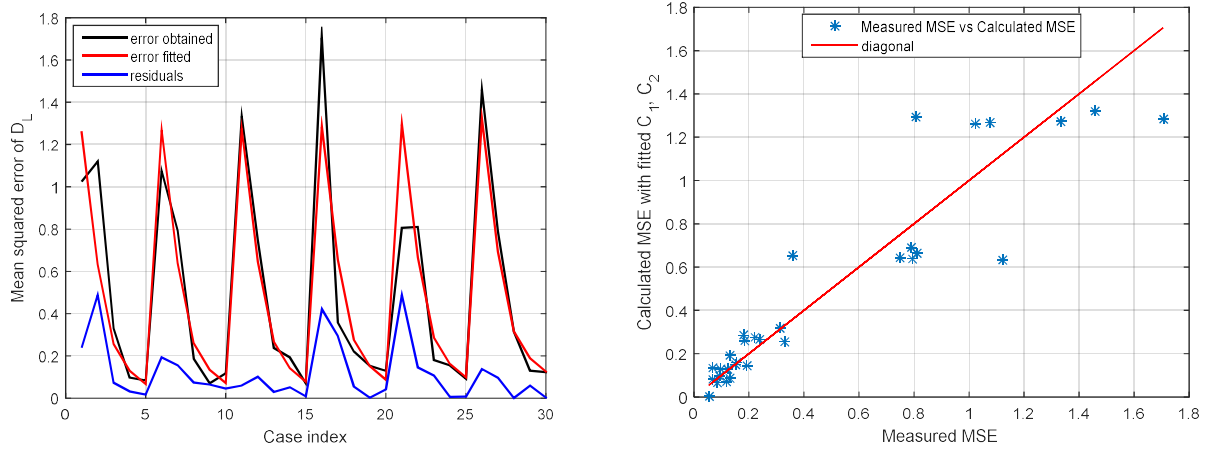 error obtained
error fitted
residuals
Mean squared error of D_L
1.8
1.6
1.4
1.2
1
0.8
0.6
0.4
0.2
0
0 5 10 15 20 25 30
Case index
Measured MSE vs Calculated MSE
diagonal
Calculated MSE with fitted C_1, C_2
1.8
1.6
1.4
1.2
1
0.8
0.6
0.4
0.2
0
0 0.2 0.4 0.6 0.8 1 1.2 1.4 1.6 1.8
Measured MSE